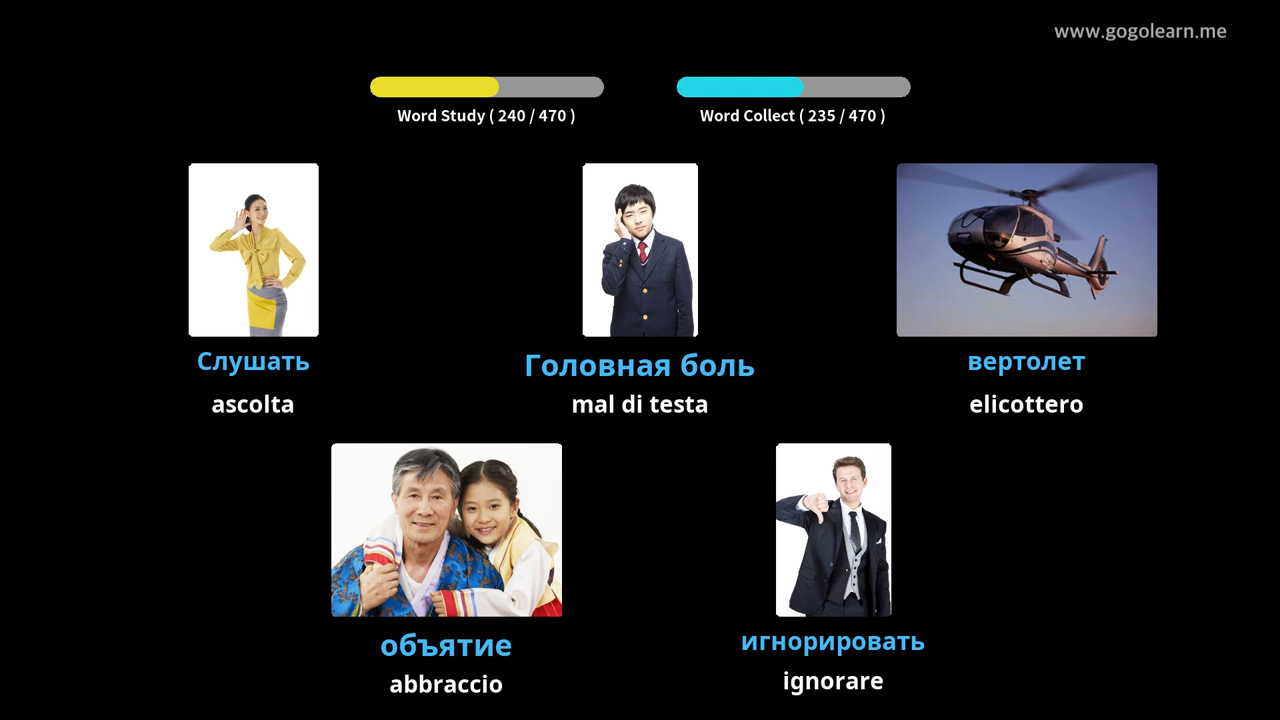 www.gogolearn.me
Word Study ( 240 / 470 )
Word Collect ( 235 / 470 )
Слушать
ascolta
Головная боль
mal di testa
вертолет
elicottero
объятие
abbraccio
игнорировать
ignorare